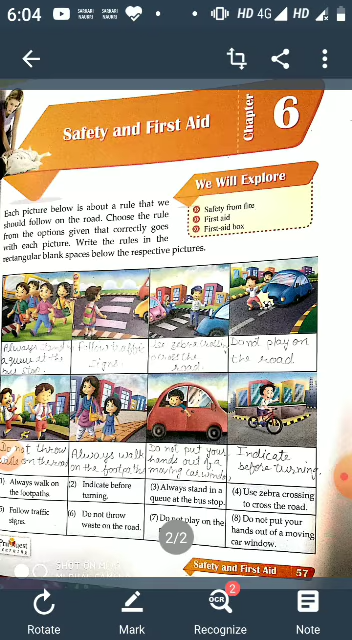 6:04
SARKARI NAUKRI
SARKARI NAUKRI
HD 4G
HD
Safety and First Aid
Chapter 6
Each picture below is about a rule that we
should follow on the road. Choose the rule
from the options given that correctly goes
with each picture. Write the rules in the
rectangular blank spaces below the respective pictures.
We Will Explore
Safety from fire
First aid
First-aid box
Always stand in
a queue at the
bus stop.
Follow traffic
signs.
Use zebra crossing
to cross the
road.
Do not play on
the road
Do not throw
waste on the road
Always walk
on the footpaths
Do not put your
hands out of a
moving car window
Indicate
before turning.
1) Always walk on
the footpaths.
(2) Indicate before
turning.
(3) Always stand in a
queue at the bus stop.
(4) Use zebra crossing
to cross the road.
5) Follow traffic
signs.
(6) Do not throw
waste on the road.
(7) Do not play on the
(8) Do not put your
hands out of a moving
car window.
2/2
SHOT ON
Safety and First Aid 57
Rotate
Mark
OCR
2
Recognize
Note